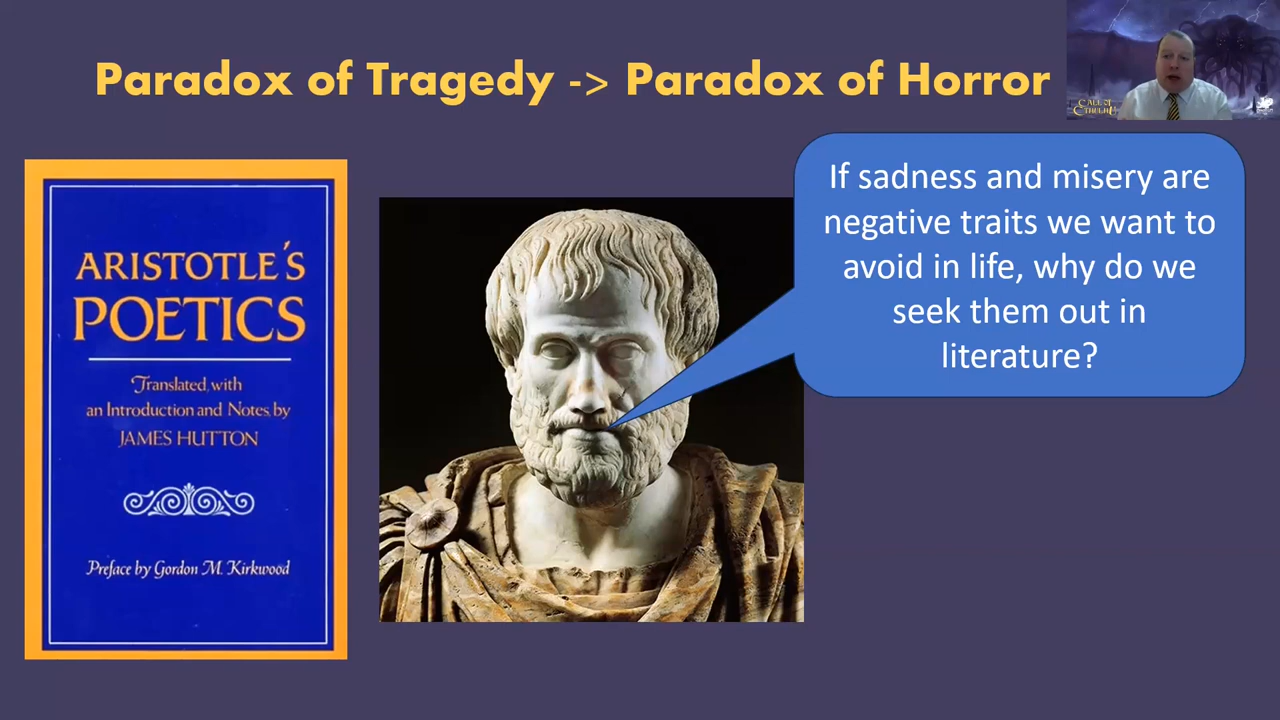 Paradox of Tragedy -> Paradox of Horror
CALL OF
CTHULHU
ARISTOTLE'S
POETICS
Translated, with
an Introduction and Notes, by
JAMES HUTTON
Preface by Gordon M. Kirkwood
If sadness and misery are
negative traits we want to
avoid in life, why do we
seek them out in
literature?